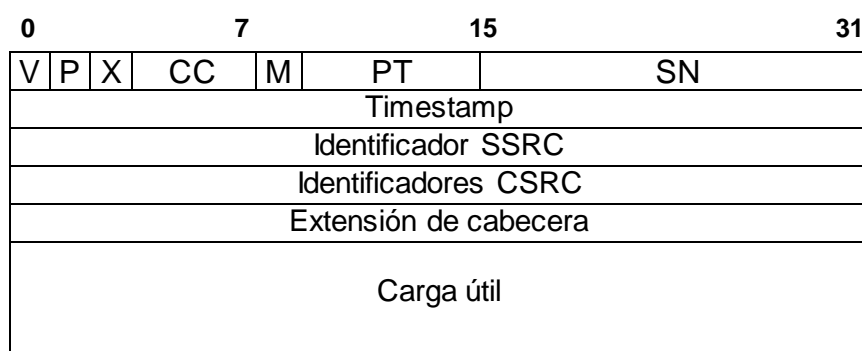 0 7 15 31
V P X CC M PT SN
Timestamp
Identificador SSRC
Identificadores CSRC
Extensión de cabecera
Carga útil